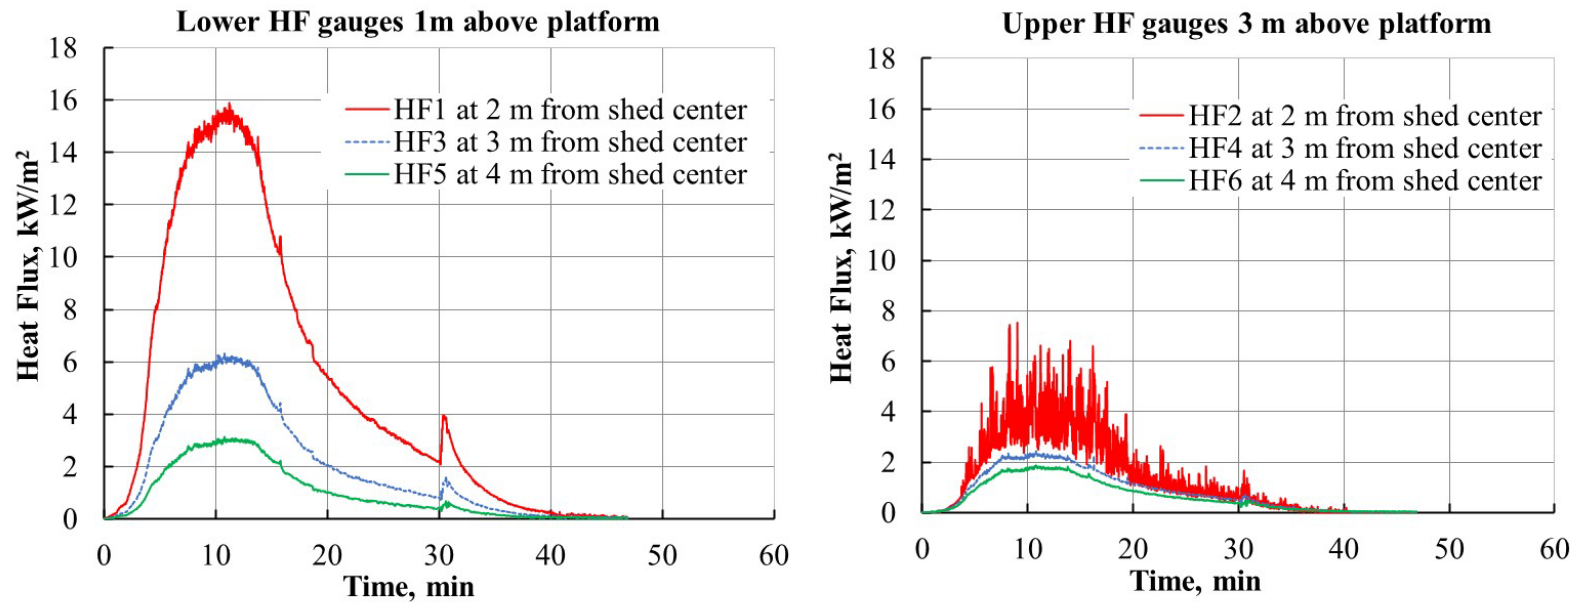 Lower HF gauges 1m above platform
18
16
14
12
10
8
6
4
2
0
Heat Flux, kW/m²
HF1 at 2 m from shed center
HF3 at 3 m from shed center
HF5 at 4 m from shed center
0 10 20 30 40 50 60
Time, min
Upper HF gauges 3 m above platform
18
16
14
12
10
8
6
4
2
0
Heat Flux, kW/m²
HF2 at 2 m from shed center
HF4 at 3 m from shed center
HF6 at 4 m from shed center
0 10 20 30 40 50 60
Time, min